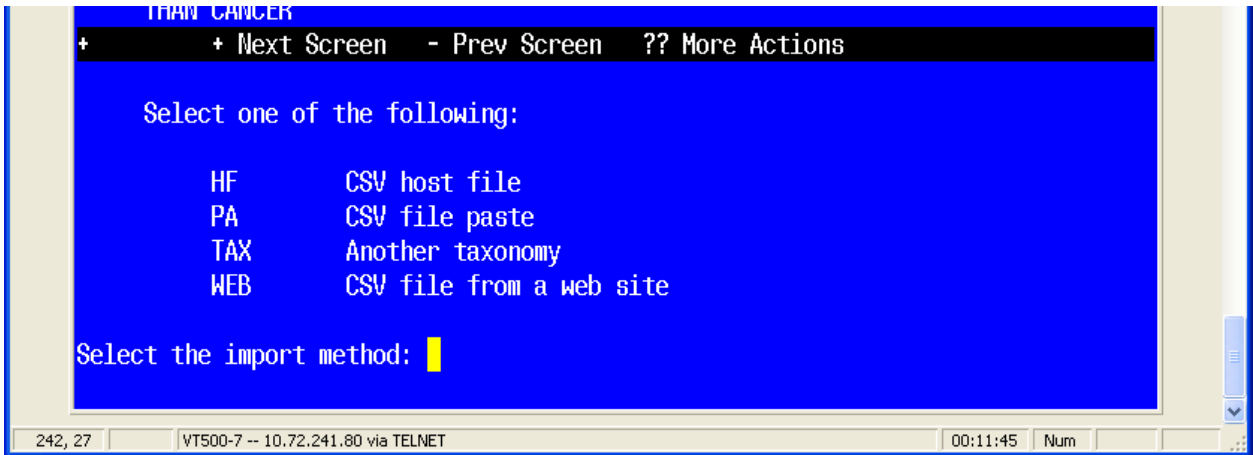 THAN CANCER
+ + Next Screen - Prev Screen ?? More Actions
Select one of the following:
HF CSV host file
PA CSV file paste
TAX Another taxonomy
WEB CSV file from a web site
Select the import method:
242, 27 VT500-7 -- 10.72.241.80 via TELNET 00:11:45 Num